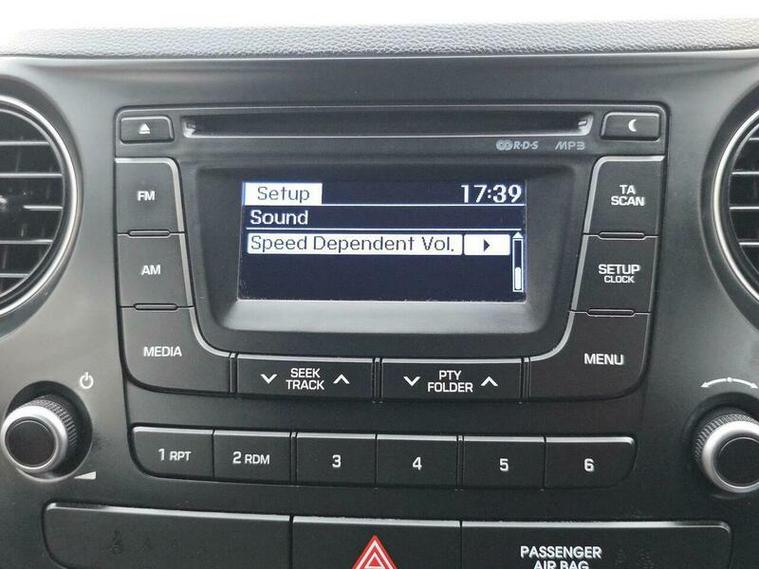 R·D·S MP3
FM
AM
MEDIA
Setup 17:39
Sound
Speed Dependent Vol.
TA
SCAN
SETUP
CLOCK
MENU
SEEK
TRACK
PTY
FOLDER
1 RPT
2 RDM
3
4
5
6
PASSENGER
AIR BAG